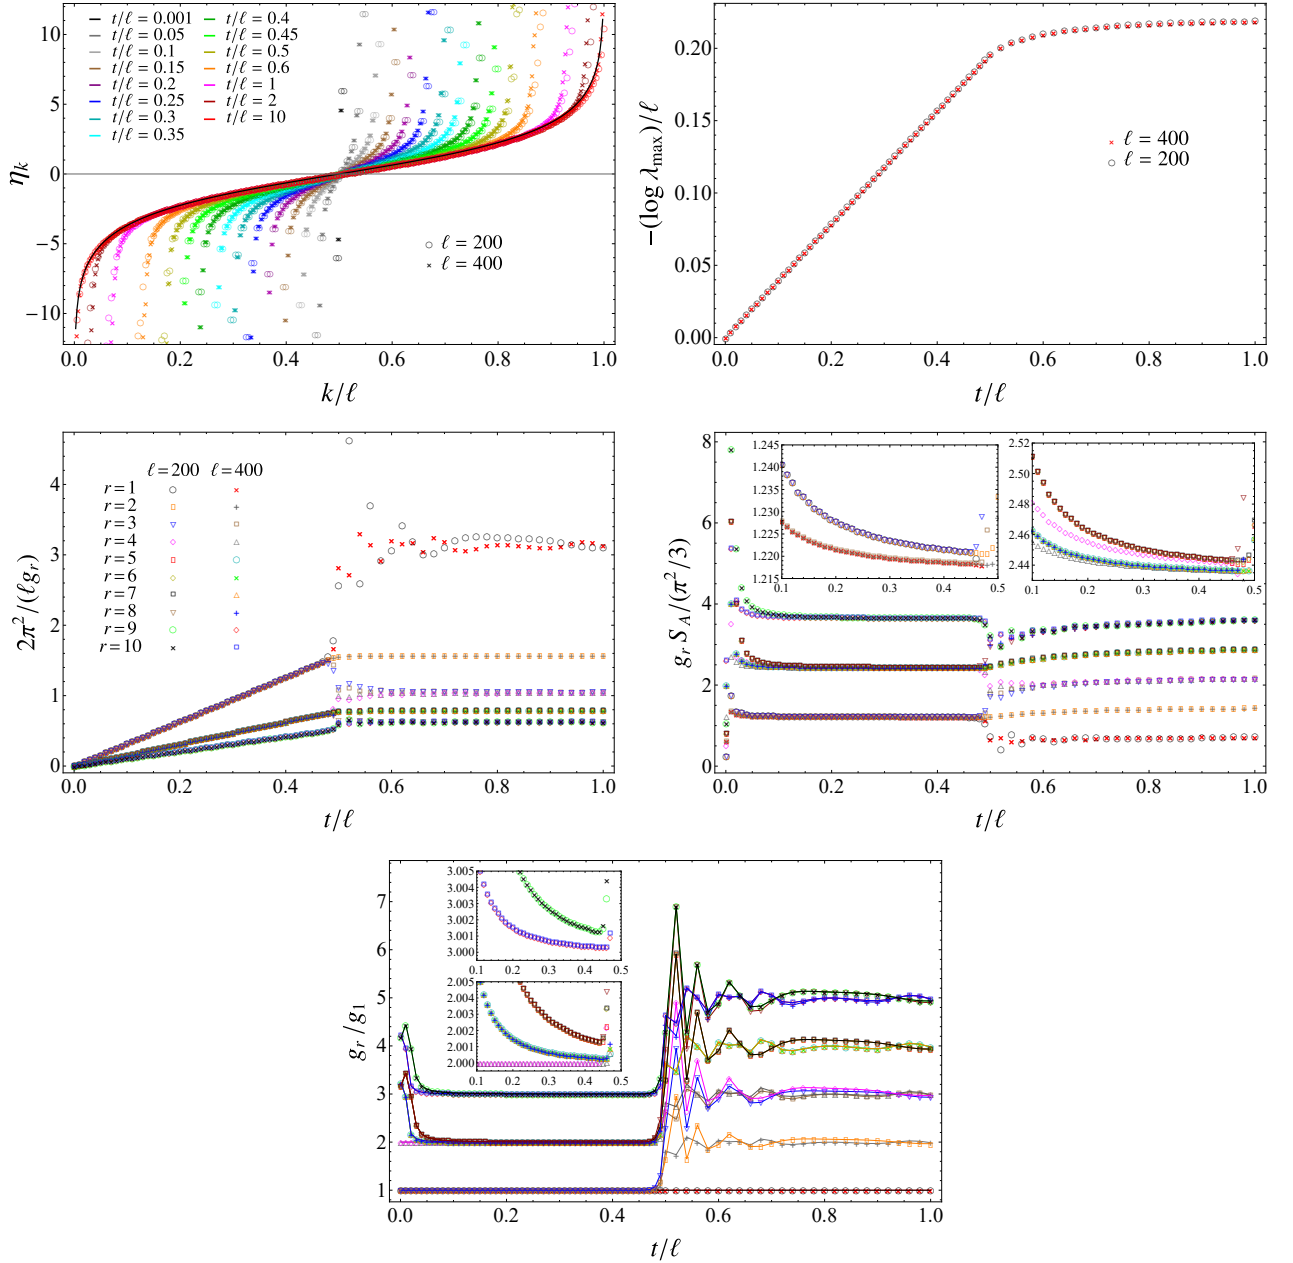 10
5
0
−5
−10
ηk
t/ℓ = 0.001
t/ℓ = 0.05
t/ℓ = 0.1
t/ℓ = 0.15
t/ℓ = 0.2
t/ℓ = 0.25
t/ℓ = 0.3
t/ℓ = 0.35
t/ℓ = 0.4
t/ℓ = 0.45
t/ℓ = 0.5
t/ℓ = 0.6
t/ℓ = 1
t/ℓ = 2
t/ℓ = 10
ℓ = 200
ℓ = 400
0.0 0.2 0.4 0.6 0.8 1.0
k/ℓ
0.20
0.15
0.10
0.05
0.00
−(log λmax)/ℓ
ℓ = 400
ℓ = 200
0.0 0.2 0.4 0.6 0.8 1.0
t/ℓ
4
3
2
1
0
2π²/(ℓgr)
ℓ=200 ℓ=400
r=1
r=2
r=3
r=4
r=5
r=6
r=7
r=8
r=9
r=10
0.0 0.2 0.4 0.6 0.8 1.0
t/ℓ
8
6
4
2
0
gr SA/(π²/3)
1.245
1.240
1.235
1.230
1.225
1.220
1.215
0.1 0.2 0.3 0.4 0.5
2.52
2.50
2.48
2.46
2.44
0.1 0.2 0.3 0.4 0.5
0.0 0.2 0.4 0.6 0.8 1.0
t/ℓ
7
6
5
4
3
2
1
gr/g1
3.005
3.004
3.003
3.002
3.001
3.000
0.1 0.2 0.3 0.4 0.5
2.005
2.004
2.003
2.002
2.001
2.000
0.1 0.2 0.3 0.4 0.5
0.0 0.2 0.4 0.6 0.8 1.0
t/ℓ